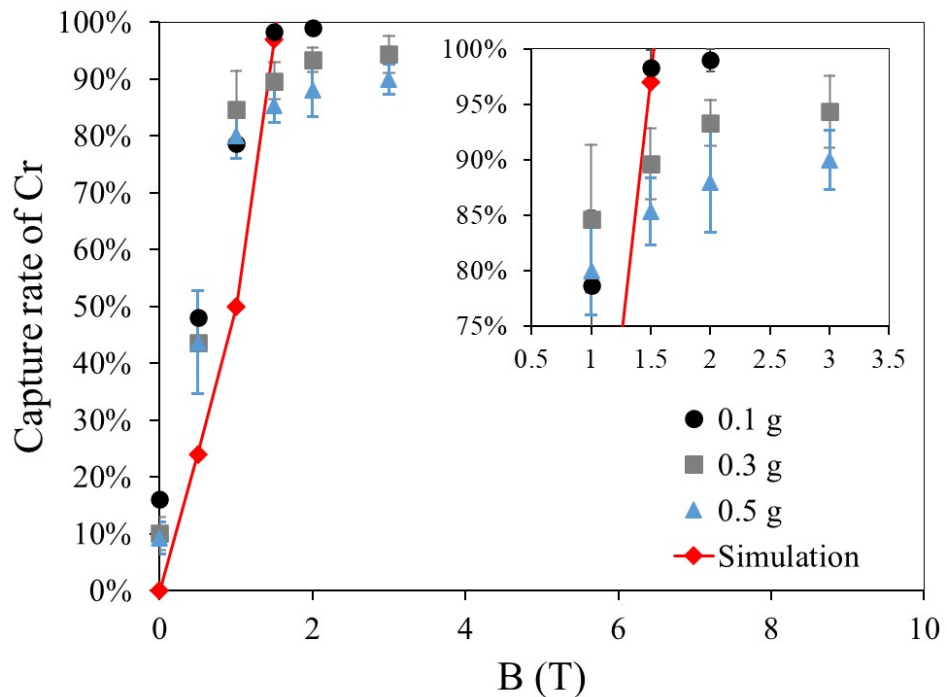 Capture rate of Cr
100%
90%
80%
70%
60%
50%
40%
30%
20%
10%
0%
0 2 4 6 8 10
B (T)
100%
95%
90%
85%
80%
75%
0.5 1 1.5 2 2.5 3 3.5
0.1 g
0.3 g
0.5 g
Simulation